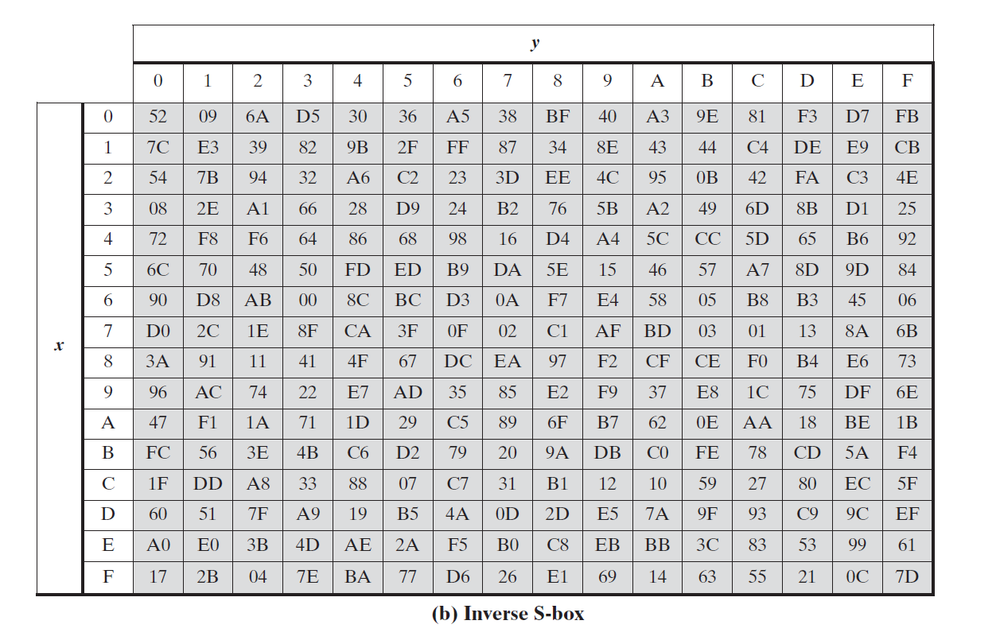 y
0 1 2 3 4 5 6 7 8 9 A B C D E F
0 52 09 6A D5 30 36 A5 38 BF 40 A3 9E 81 F3 D7 FB
1 7C E3 39 82 9B 2F FF 87 34 8E 43 44 C4 DE E9 CB
2 54 7B 94 32 A6 C2 23 3D EE 4C 95 0B 42 FA C3 4E
3 08 2E A1 66 28 D9 24 B2 76 5B A2 49 6D 8B D1 25
4 72 F8 F6 64 86 68 98 16 D4 A4 5C CC 5D 65 B6 92
5 6C 70 48 50 FD ED B9 DA 5E 15 46 57 A7 8D 9D 84
6 90 D8 AB 00 8C BC D3 0A F7 E4 58 05 B8 B3 45 06
x 7 D0 2C 1E 8F CA 3F 0F 02 C1 AF BD 03 01 13 8A 6B
8 3A 91 11 41 4F 67 DC EA 97 F2 CF CE F0 B4 E6 73
9 96 AC 74 22 E7 AD 35 85 E2 F9 37 E8 1C 75 DF 6E
A 47 F1 1A 71 1D 29 C5 89 6F B7 62 0E AA 18 BE 1B
B FC 56 3E 4B C6 D2 79 20 9A DB C0 FE 78 CD 5A F4
C 1F DD A8 33 88 07 C7 31 B1 12 10 59 27 80 EC 5F
D 60 51 7F A9 19 B5 4A 0D 2D E5 7A 9F 93 C9 9C EF
E A0 E0 3B 4D AE 2A F5 B0 C8 EB BB 3C 83 53 99 61
F 17 2B 04 7E BA 77 D6 26 E1 69 14 63 55 21 0C 7D
(b) Inverse S-box